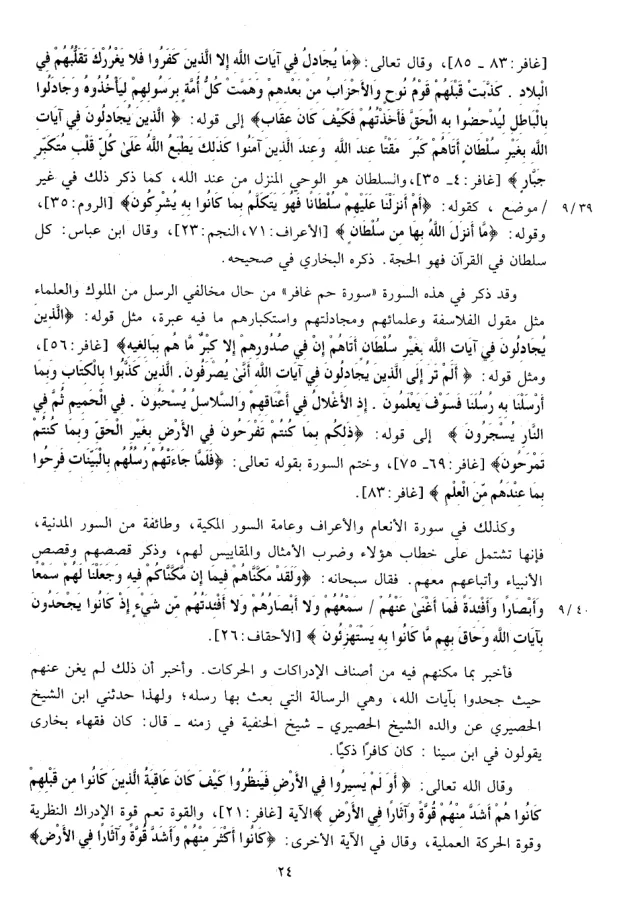 [غافر: ٨٣ ـ ٨٥]، وقال تعالى: ﴿مَا يُجَادِلُ فِي آيَاتِ اللَّهِ إِلَّا الَّذِينَ كَفَرُوا فَلَا يَغْرُرْكَ تَقَلُّبُهُمْ فِي
الْبِلَادِ . كَذَّبَتْ قَبْلَهُمْ قَوْمُ نُوحٍ وَالْأَحْزَابُ مِنْ بَعْدِهِمْ وَهَمَّتْ كُلُّ أُمَّةٍ بِرَسُولِهِمْ لِيَأْخُذُوهُ وَجَادَلُوا
بِالْبَاطِلِ لِيُدْحِضُوا بِهِ الْحَقَّ فَأَخَذْتُهُمْ فَكَيْفَ كَانَ عِقَابِ﴾ إلى قوله: ﴿ الَّذِينَ يُجَادِلُونَ فِي آيَاتِ
اللَّهِ بِغَيْرِ سُلْطَانٍ أَتَاهُمْ كَبُرَ مَقْتًا عِنْدَ اللَّهِ وَعِنْدَ الَّذِينَ آمَنُوا كَذَلِكَ يَطْبَعُ اللَّهُ عَلَىٰ كُلِّ قَلْبِ مُتَكَبِّرٍ
جَبَّارٍ ﴾ [غافر: ٤ـ ٣٥]، والسلطان هو الوحي المنزل من عند الله، كما ذكر ذلك في غير
٩/٣٩ / موضع ، كقوله: ﴿أَمْ أَنزَلْنَا عَلَيْهِمْ سُلْطَانًا فَهُوَ يَتَكَلَّمُ بِمَا كَانُوا بِهِ يُشْرِكُونَ﴾ [الروم: ٣٥]،
وقوله: ﴿مَّا أَنزَلَ اللَّهُ بِهَا مِن سُلْطَانٍ ﴾ [الأعراف: ٧١، النجم: ٢٣]، وقال ابن عباس: كل
سلطان في القرآن فهو الحجة. ذكره البخاري في صحيحه.
وقد ذكر في هذه السورة «سورة حم غافر» من حال مخالفي الرسل من الملوك والعلماء
مثل مقول الفلاسفة وعلمائهم ومجادلتهم واستكبارهم ما فيه عبرة، مثل قوله: ﴿الَّذِينَ
يُجَادِلُونَ فِي آيَاتِ اللَّهِ بِغَيْرِ سُلْطَانٍ أَتَاهُمْ إِنْ فِي صُدُورِهِمْ إِلَّا كِبْرٌ مَّا هُم بِبَالِغِيهِ﴾ [غافر: ٥٦]،
ومثل قوله: ﴿ أَلَمْ تَرَ إِلَى الَّذِينَ يُجَادِلُونَ فِي آيَاتِ اللَّهِ أَنَّىٰ يُصْرَفُونَ. الَّذِينَ كَذَّبُوا بِالْكِتَابِ وَبِمَا
أَرْسَلْنَا بِهِ رُسُلَنَا فَسَوْفَ يَعْلَمُونَ . إِذِ الْأَغْلَالُ فِي أَعْنَاقِهِمْ وَالسَّلَاسِلُ يُسْحَبُونَ . فِي الْحَمِيمِ ثُمَّ فِي
النَّارِ يُسْجَرُونَ ﴾ إلى قوله: ﴿ذَلِكُم بِمَا كُنتُمْ تَفْرَحُونَ فِي الْأَرْضِ بِغَيْرِ الْحَقِّ وَبِمَا كُنتُمْ
تَمْرَحُونَ﴾ [غافر: ٦٩ـ ٧٥]، وختم السورة بقوله تعالى: ﴿فَلَمَّا جَاءَتْهُمْ رُسُلُهُم بِالْبَيِّنَاتِ فَرِحُوا
بِمَا عِندَهُم مِّنَ الْعِلْمِ ﴾ [غافر: ٨٣].
وكذلك في سورة الأنعام والأعراف وعامة السور المكية، وطائفة من السور المدنية،
فإنها تشتمل على خطاب هؤلاء وضرب الأمثال والمقاييس لهم، وذكر قصصهم وقصص
الأنبياء وأتباعهم معهم. فقال سبحانه: ﴿وَلَقَدْ مَكَّنَّاهُمْ فِيمَا إِن مَّكَّنَّاكُمْ فِيهِ وَجَعَلْنَا لَهُمْ سَمْعًا
٩/٤٠ وَأَبْصَارًا وَأَفْئِدَةً فَمَا أَغْنَىٰ عَنْهُمْ / سَمْعُهُمْ وَلَا أَبْصَارُهُمْ وَلَا أَفْئِدَتُهُم مِّن شَيْءٍ إِذْ كَانُوا يَجْحَدُونَ
بِآيَاتِ اللَّهِ وَحَاقَ بِهِم مَّا كَانُوا بِهِ يَسْتَهْزِئُونَ ﴾ [الأحقاف: ٢٦].
فأخبر بما مكنهم فيه من أصناف الإدراكات و الحركات. وأخبر أن ذلك لم يغن عنهم
حيث جحدوا بآيات الله، وهي الرسالة التي بعث بها رسله؛ ولهذا حدثني ابن الشيخ
الحصيري عن والده الشيخ الحصيري ـ شيخ الحنفية في زمنه ـ قال: كان فقهاء بخارى
يقولون في ابن سينا : كان كافرًا ذكيًا.
وقال الله تعالى: ﴿ أَوَ لَمْ يَسِيرُوا فِي الْأَرْضِ فَيَنظُرُوا كَيْفَ كَانَ عَاقِبَةُ الَّذِينَ كَانُوا مِن قَبْلِهِمْ
كَانُوا هُمْ أَشَدَّ مِنْهُمْ قُوَّةً وَآثَارًا فِي الْأَرْضِ ﴾الآية [غافر: ٢١]، والقوة تعم قوة الإدراك النظرية
وقوة الحركة العملية، وقال في الآية الأخرى: ﴿كَانُوا أَكْثَرَ مِنْهُمْ وَأَشَدَّ قُوَّةً وَآثَارًا فِي الْأَرْضِ﴾
٢٤